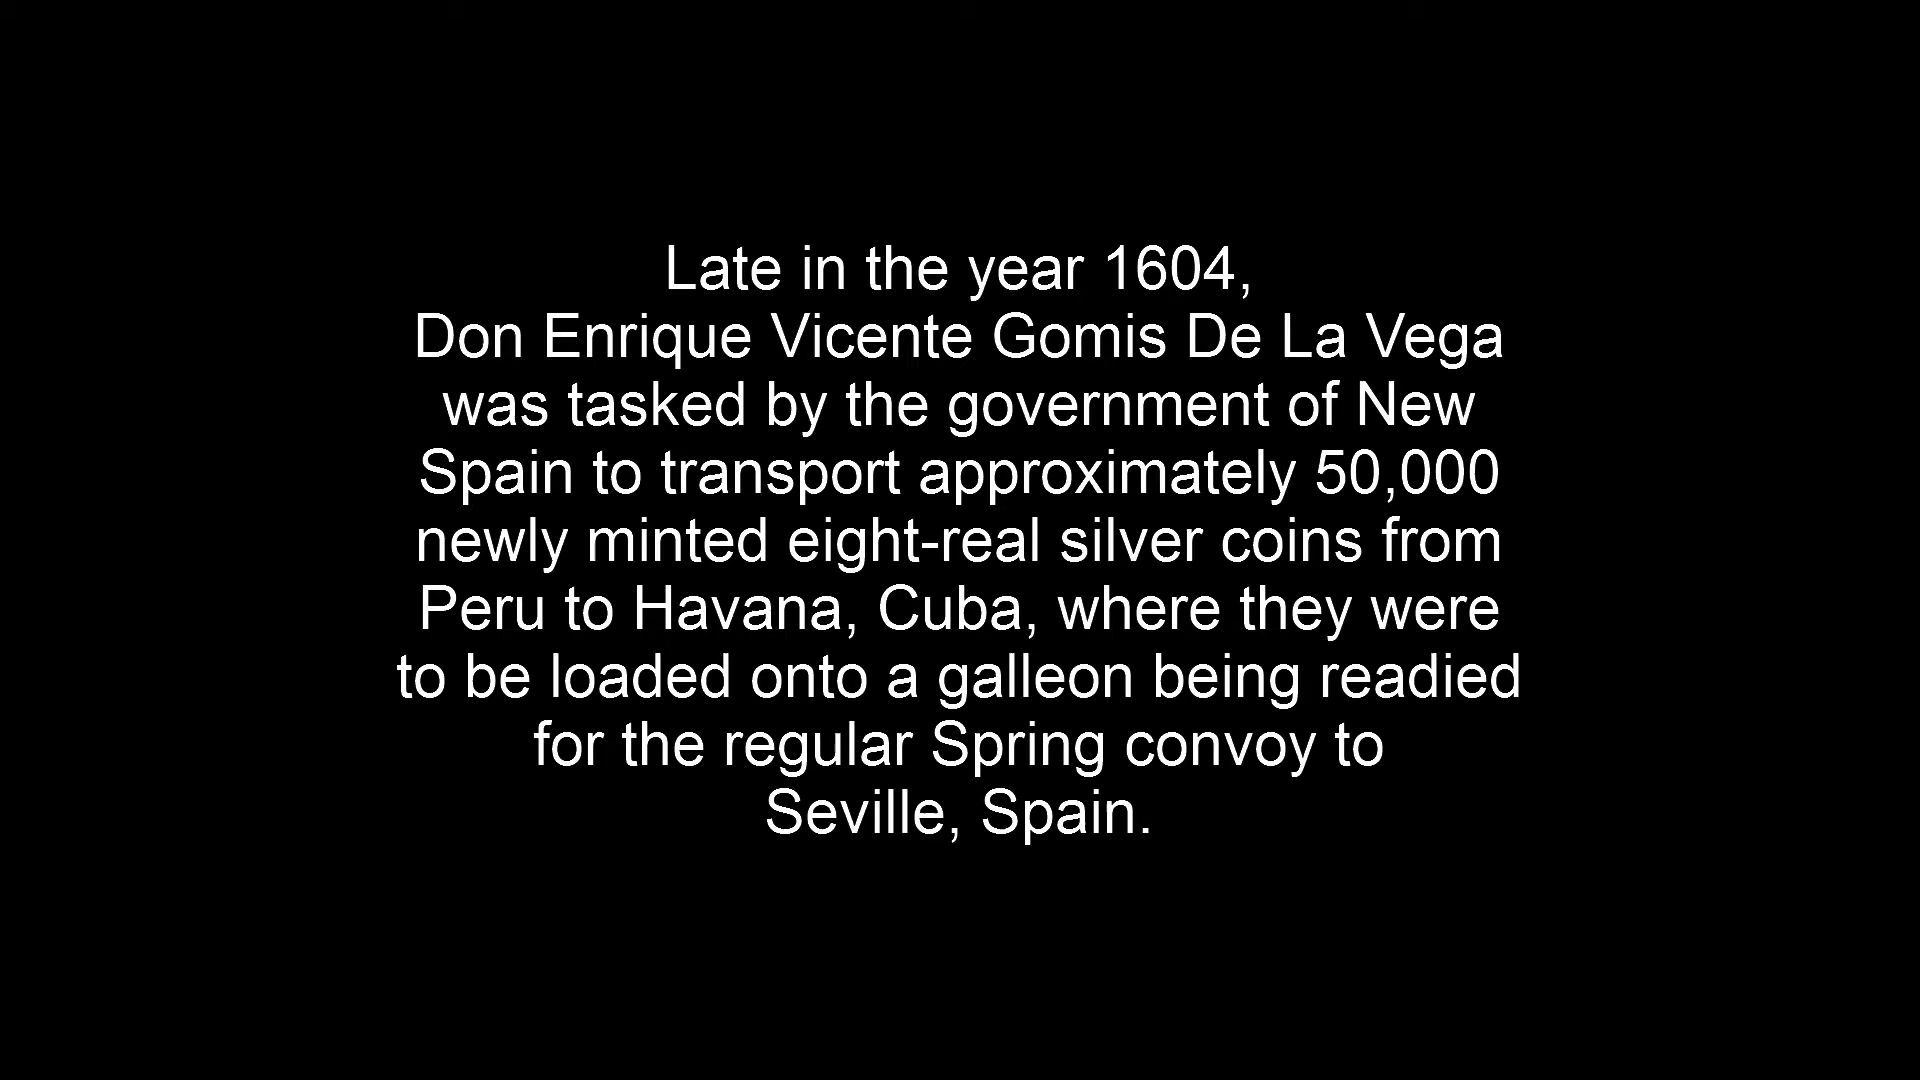 Late in the year 1604,
Don Enrique Vicente Gomis De La Vega
was tasked by the government of New
Spain to transport approximately 50,000
newly minted eight-real silver coins from
Peru to Havana, Cuba, where they were
to be loaded onto a galleon being readied
for the regular Spring convoy to
Seville, Spain.